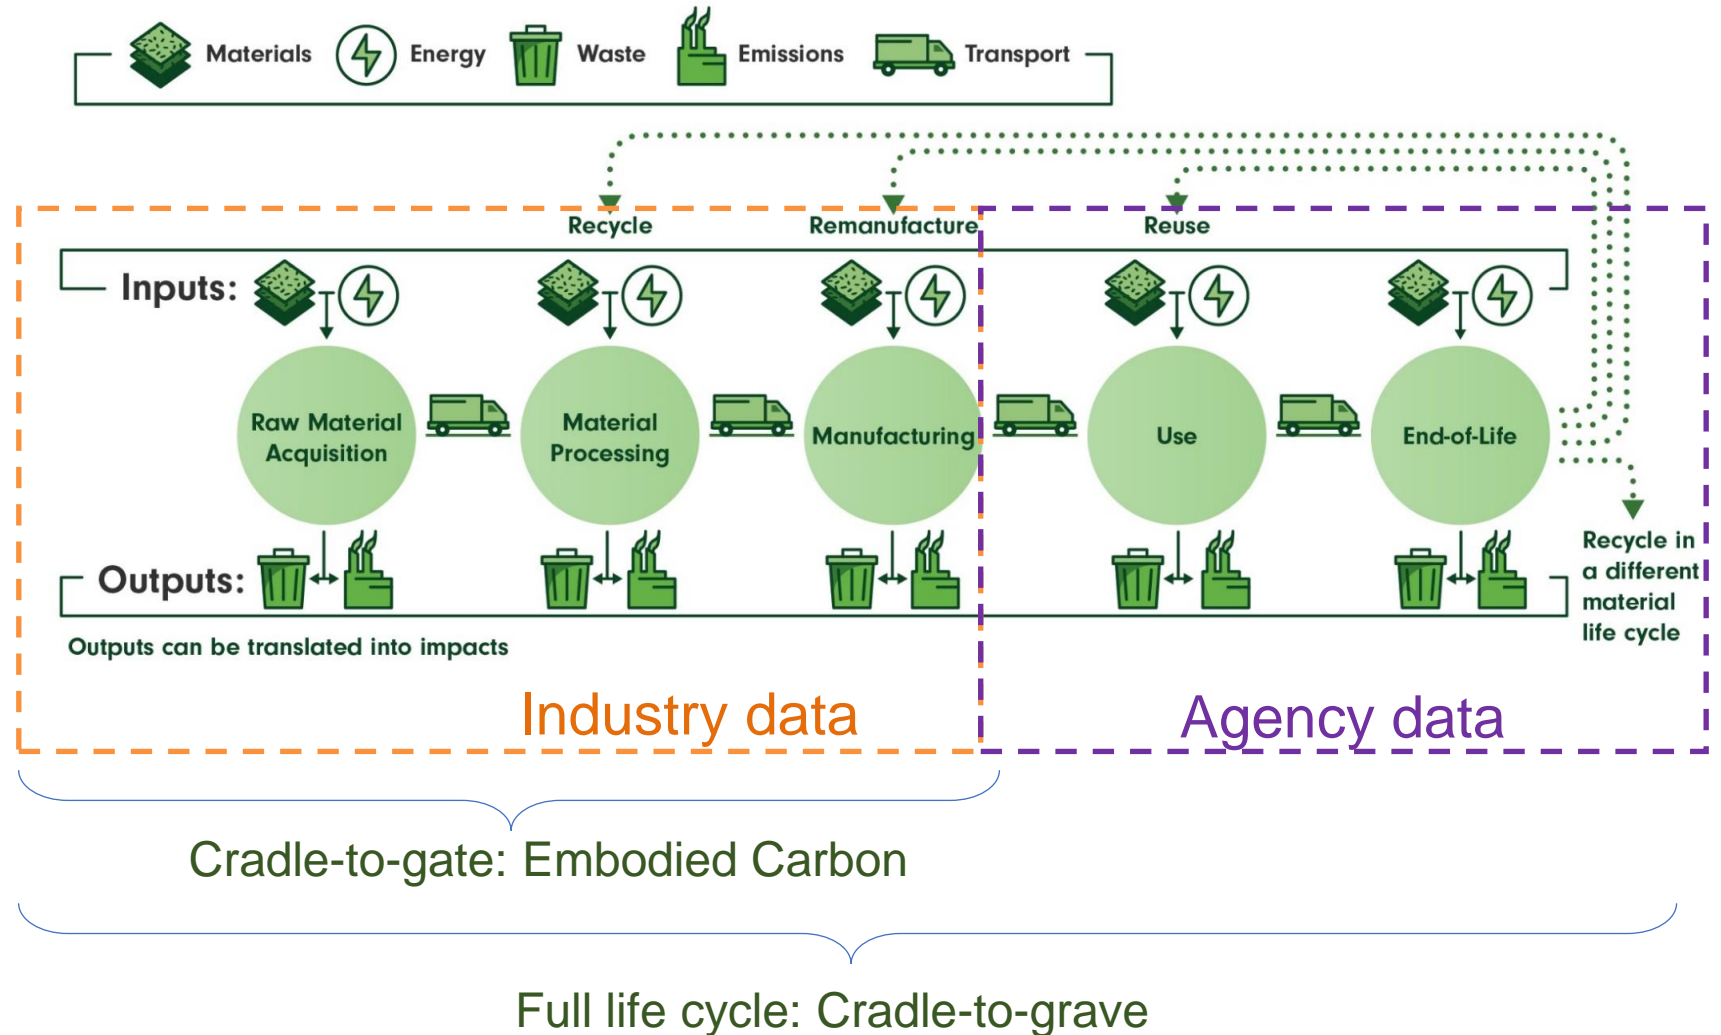 Materials
Energy
Waste
Emissions
Transport
Recycle
Remanufacture
Reuse
Inputs:
Raw Material
Acquisition
Material
Processing
Manufacturing
Use
End-of-Life
Outputs:
Recycle in
a different
material
life cycle
Outputs can be translated into impacts
Industry data
Agency data
Cradle-to-gate: Embodied Carbon
Full life cycle: Cradle-to-grave